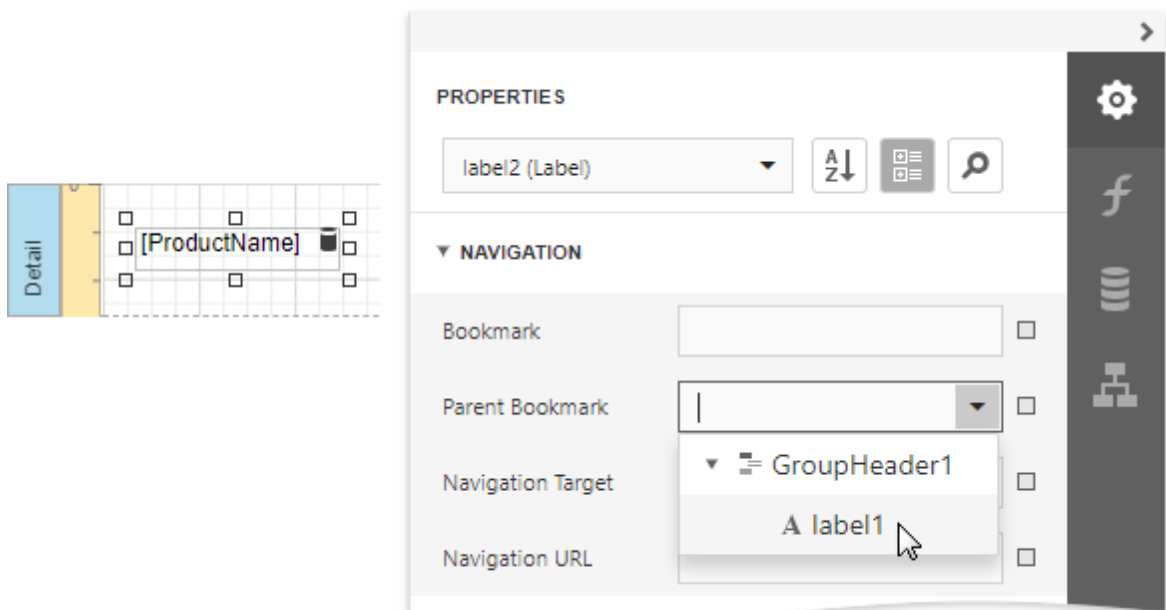 PROPERTIES
label2 (Label)
A
Z
Detail
[ProductName]
NAVIGATION
Bookmark
Parent Bookmark
GroupHeader1
Navigation Target
A label1
Navigation URL